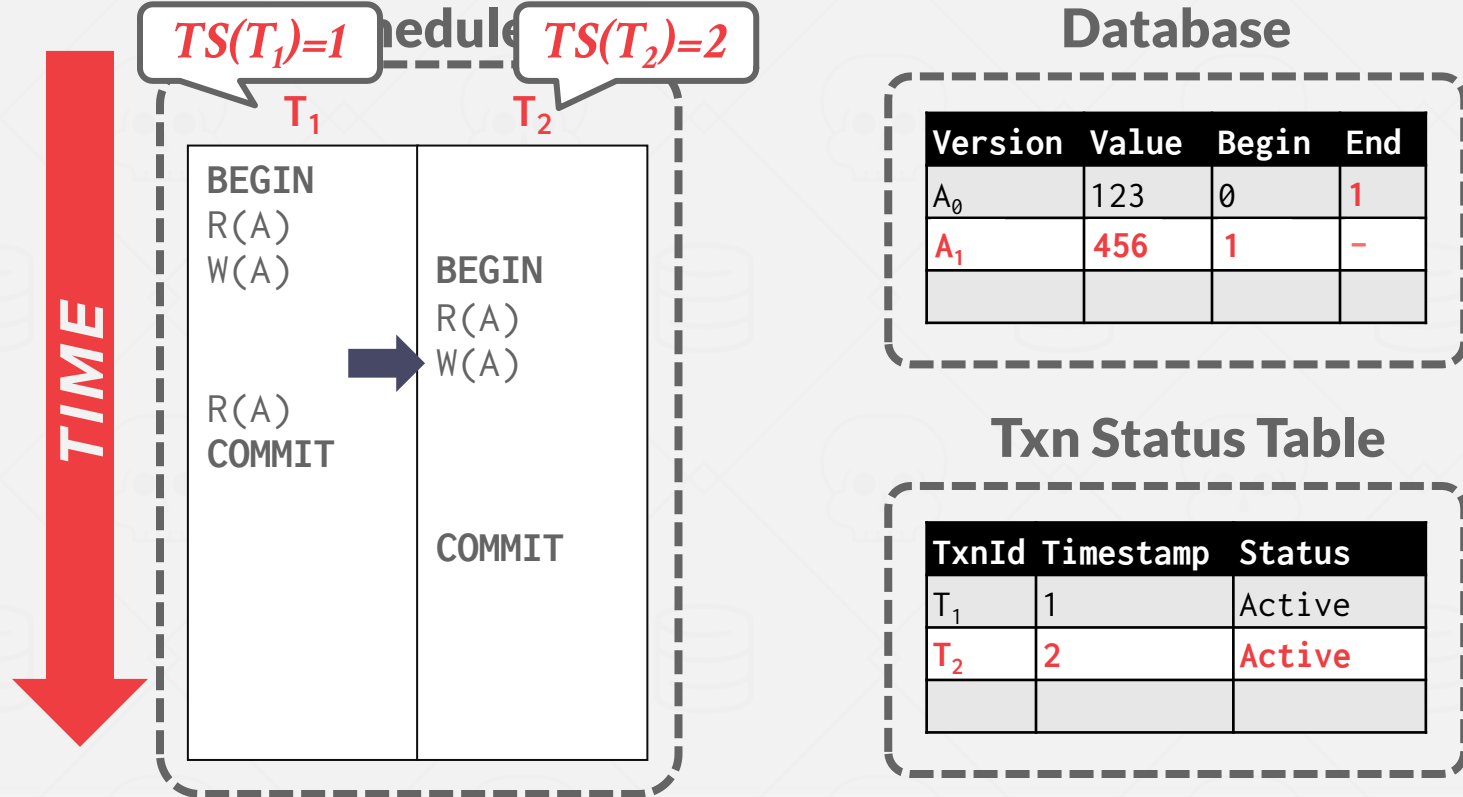 TS(T₁)=1
TS(T₂)=2
T₁ T₂
BEGIN
R(A)
W(A)
R(A)
COMMIT
BEGIN
R(A)
W(A)
COMMIT
TIME
Database
Version Value Begin End
A₀ 123 0 1
A₁ 456 1 -
Txn Status Table
TxnId Timestamp Status
T₁ 1 Active
T₂ 2 Active